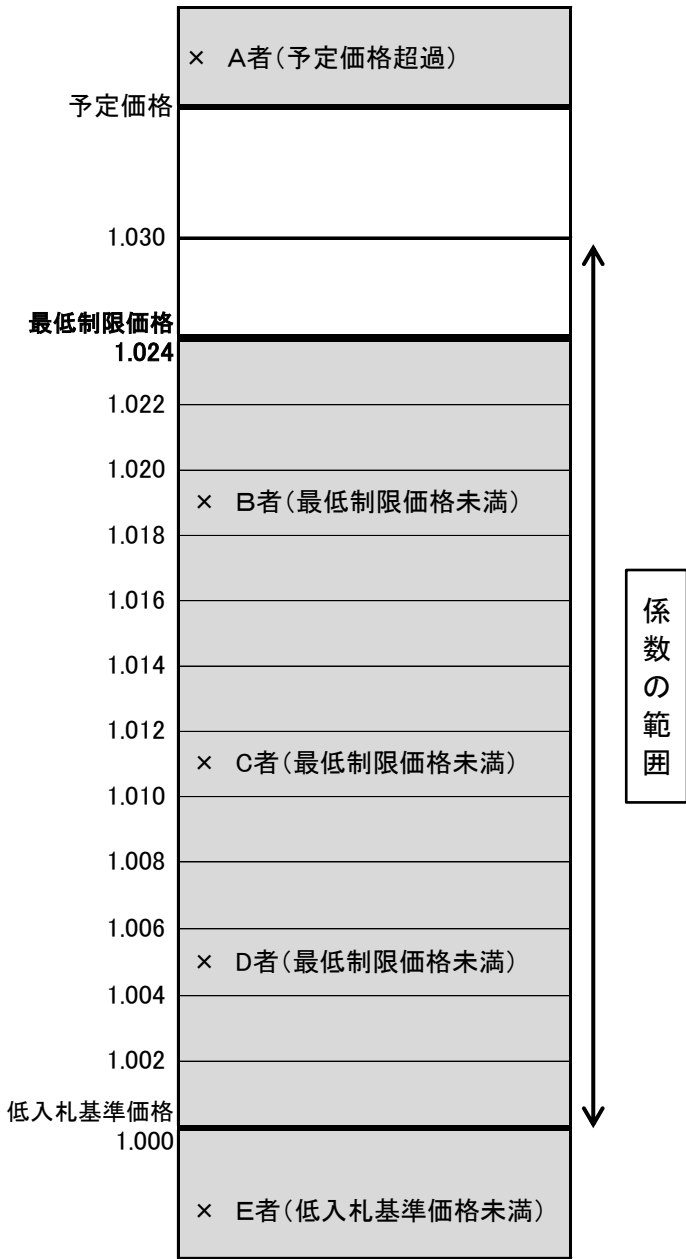 × A者(予定価格超過)
予定価格
1.030
最低制限価格
1.024
1.022
1.020
× B者(最低制限価格未満)
1.018
1.016
1.014
1.012
× C者(最低制限価格未満)
1.010
1.008
1.006
× D者(最低制限価格未満)
1.004
1.002
低入札基準価格
1.000
× E者(低入札基準価格未満)
係数の範囲